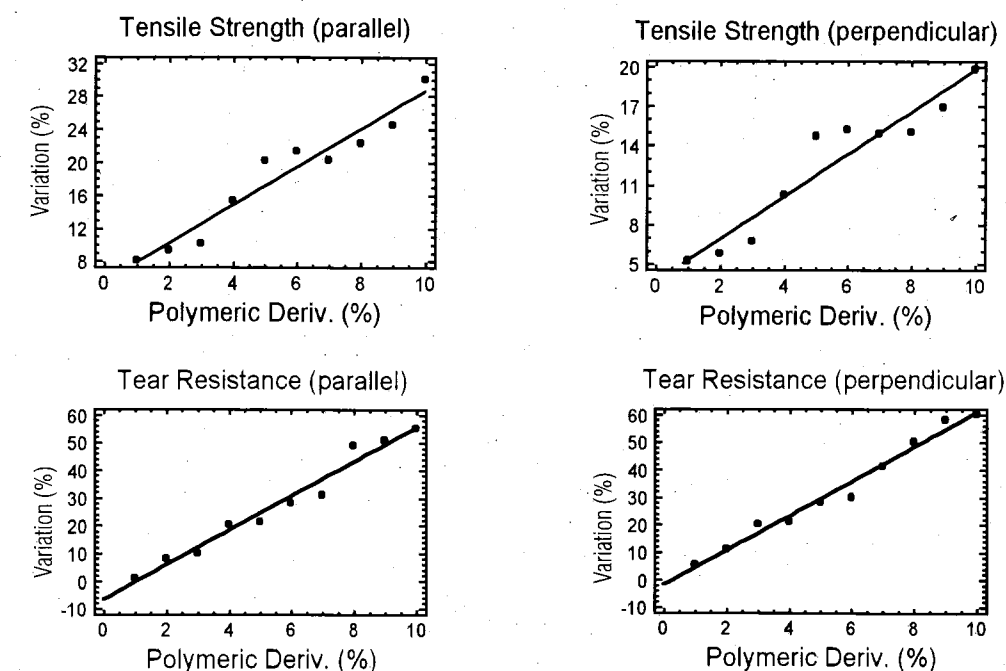 Tensile Strength (parallel)
Variation (%)
32
28
24
20
16
12
8
0 2 4 6 8 10
Polymeric Deriv. (%)
Tensile Strength (perpendicular)
Variation (%)
20
17
14
11
8
5
0 2 4 6 8 10
Polymeric Deriv. (%)
Tear Resistance (parallel)
Variation (%)
60
50
40
30
20
10
0
-10
0 2 4 6 8 10
Polymeric Deriv. (%)
Tear Resistance (perpendicular)
Variation (%)
60
50
40
30
20
10
0
-10
0 2 4 6 8 10
Polymeric Deriv. (%)